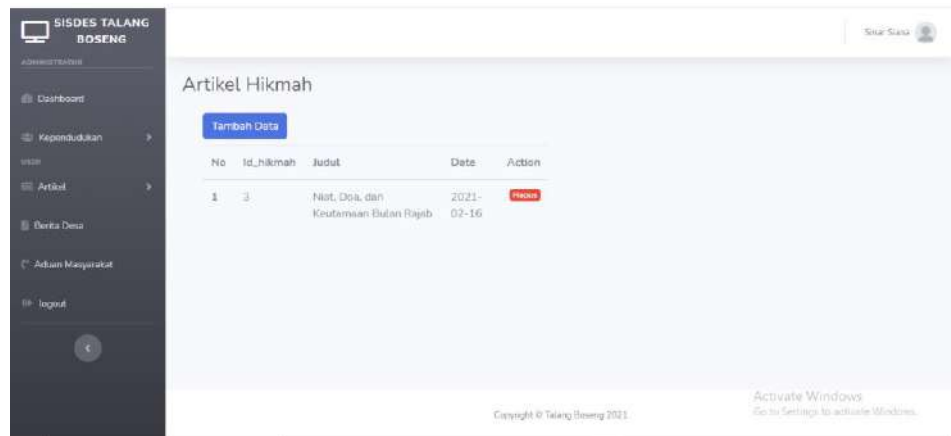 SISDES TALANG
BOSENG
ADMINISTRATOR
Dashboard
Kependudukan
USER
Artikel
Berita Desa
Aduan Masyarakat
logout
Sinar Siana
Artikel Hikmah
Tambah Data
No Id_hikmah Judul Date Action
1 3 Niat, Doa, dan 2021- Hapus
Keutamaan Bulan Rajab 02-16
Copyright © Talang Boseng 2021
Activate Windows
Go to Settings to activate Windows.